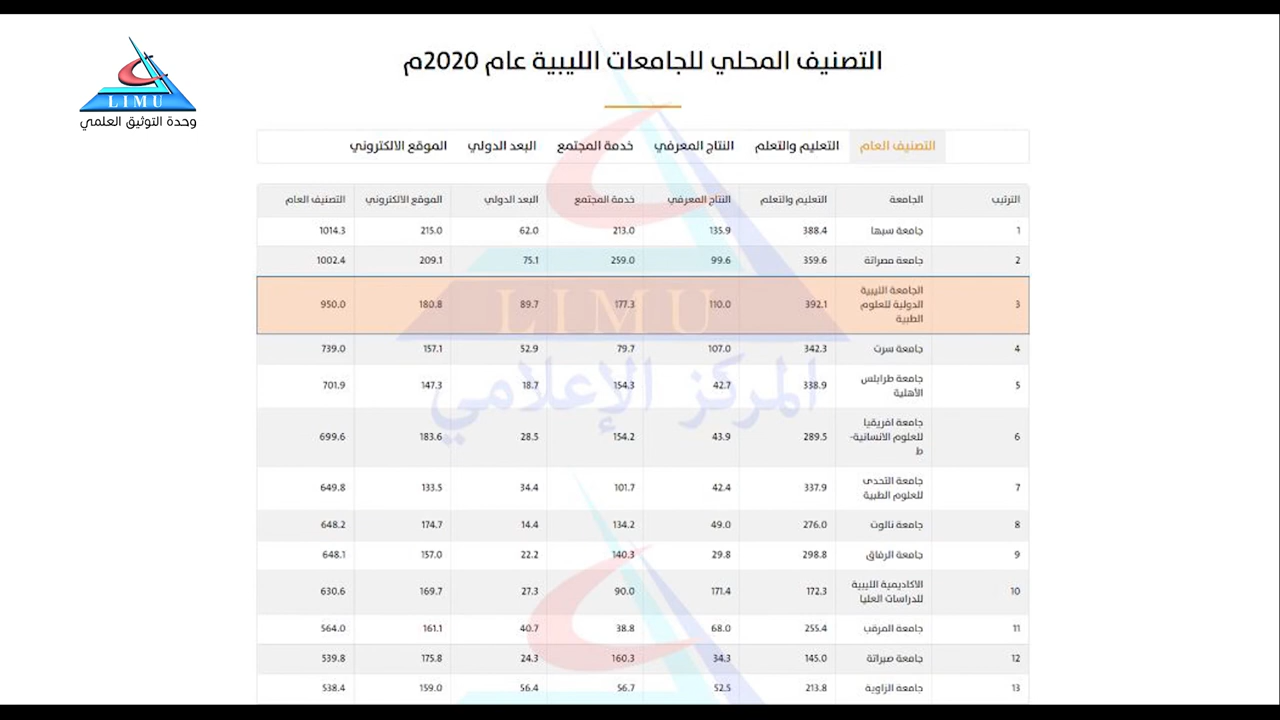 التصنيف المحلي للجامعات الليبية عام 2020م
LIMU
وحدة التوثيق العلمي
التصنيف العام التعليم والتعلم النتاج المعرفي خدمة المجتمع البعد الدولي الموقع الالكتروني
الترتيب الجامعة التعليم والتعلم النتاج المعرفي خدمة المجتمع البعد الدولي الموقع الالكتروني التصنيف العام
1 جامعة سبها 388.4 135.9 213.0 62.0 215.0 1014.3
2 جامعة مصراتة 359.6 99.6 259.0 75.1 209.1 1002.4
الجامعة الليبية
3 الدولية للعلوم 392.1 110.0 177.3 89.7 180.8 950.0
الطبية
LIMU
4 جامعة سرت 342.3 107.0 79.7 52.9 157.1 739.0
المركز الإعلامي
جامعة طرابلس
5 338.9 42.7 154.3 18.7 147.3 701.9
الأهلية
جامعة افريقيا
6 للعلوم الانسانية- 289.5 43.9 154.2 28.5 183.6 699.6
ط
جامعة التحدى
7 337.9 42.4 101.7 34.4 133.5 649.8
للعلوم الطبية
8 جامعة نالوت 276.0 49.0 134.2 14.4 174.7 648.2
9 جامعة الرفاق 298.8 29.8 140.3 22.2 157.0 648.1
الاكاديمية الليبية
10 172.3 171.4 90.0 27.3 169.7 630.6
للدراسات العليا
11 جامعة المرقب 255.4 68.0 38.8 40.7 161.1 564.0
12 جامعة صبراتة 145.0 34.3 160.3 24.3 175.8 539.8
13 جامعة الزاوية 213.8 52.5 56.7 56.4 159.0 538.4